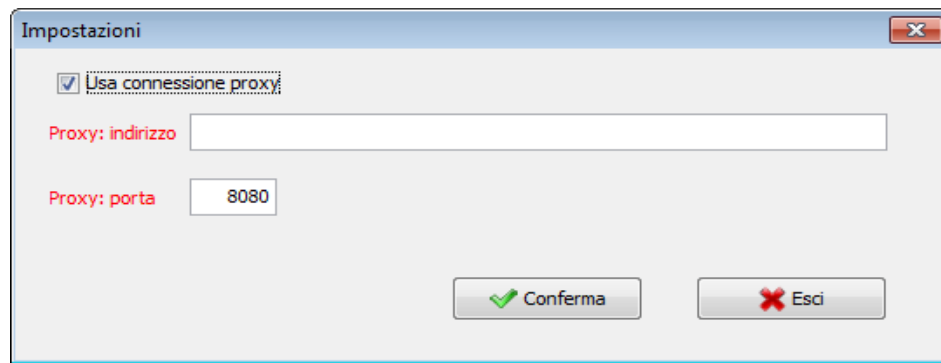 Impostazioni
Usa connessione proxy
Proxy: indirizzo
Proxy: porta 8080
Conferma Esci